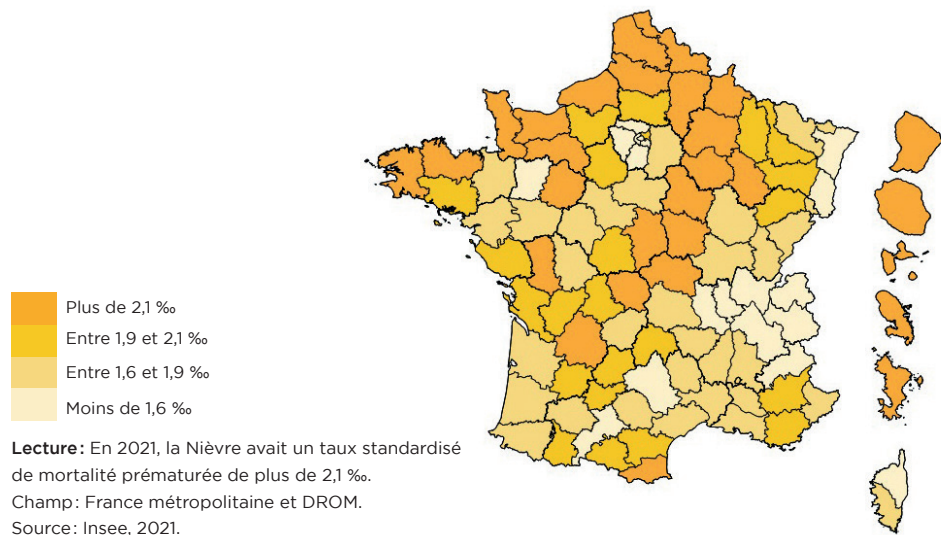 Plus de 2,1 ‰
Entre 1,9 et 2,1 ‰
Entre 1,6 et 1,9 ‰
Moins de 1,6 ‰
Lecture : En 2021, la Nièvre avait un taux standardisé
de mortalité prématurée de plus de 2,1 ‰.
Champ : France métropolitaine et DROM.
Source : Insee, 2021.